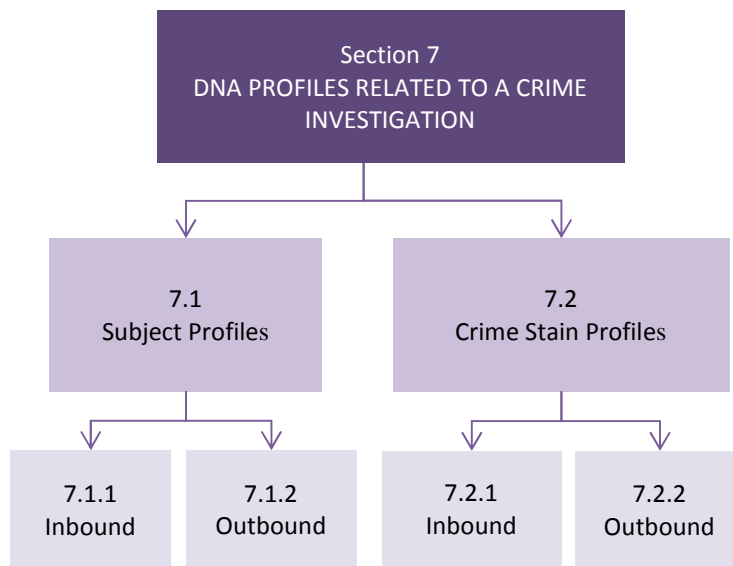 Section 7
DNA PROFILES RELATED TO A CRIME
INVESTIGATION
7.1
Subject Profiles
7.2
Crime Stain Profiles
7.1.1
Inbound
7.1.2
Outbound
7.2.1
Inbound
7.2.2
Outbound